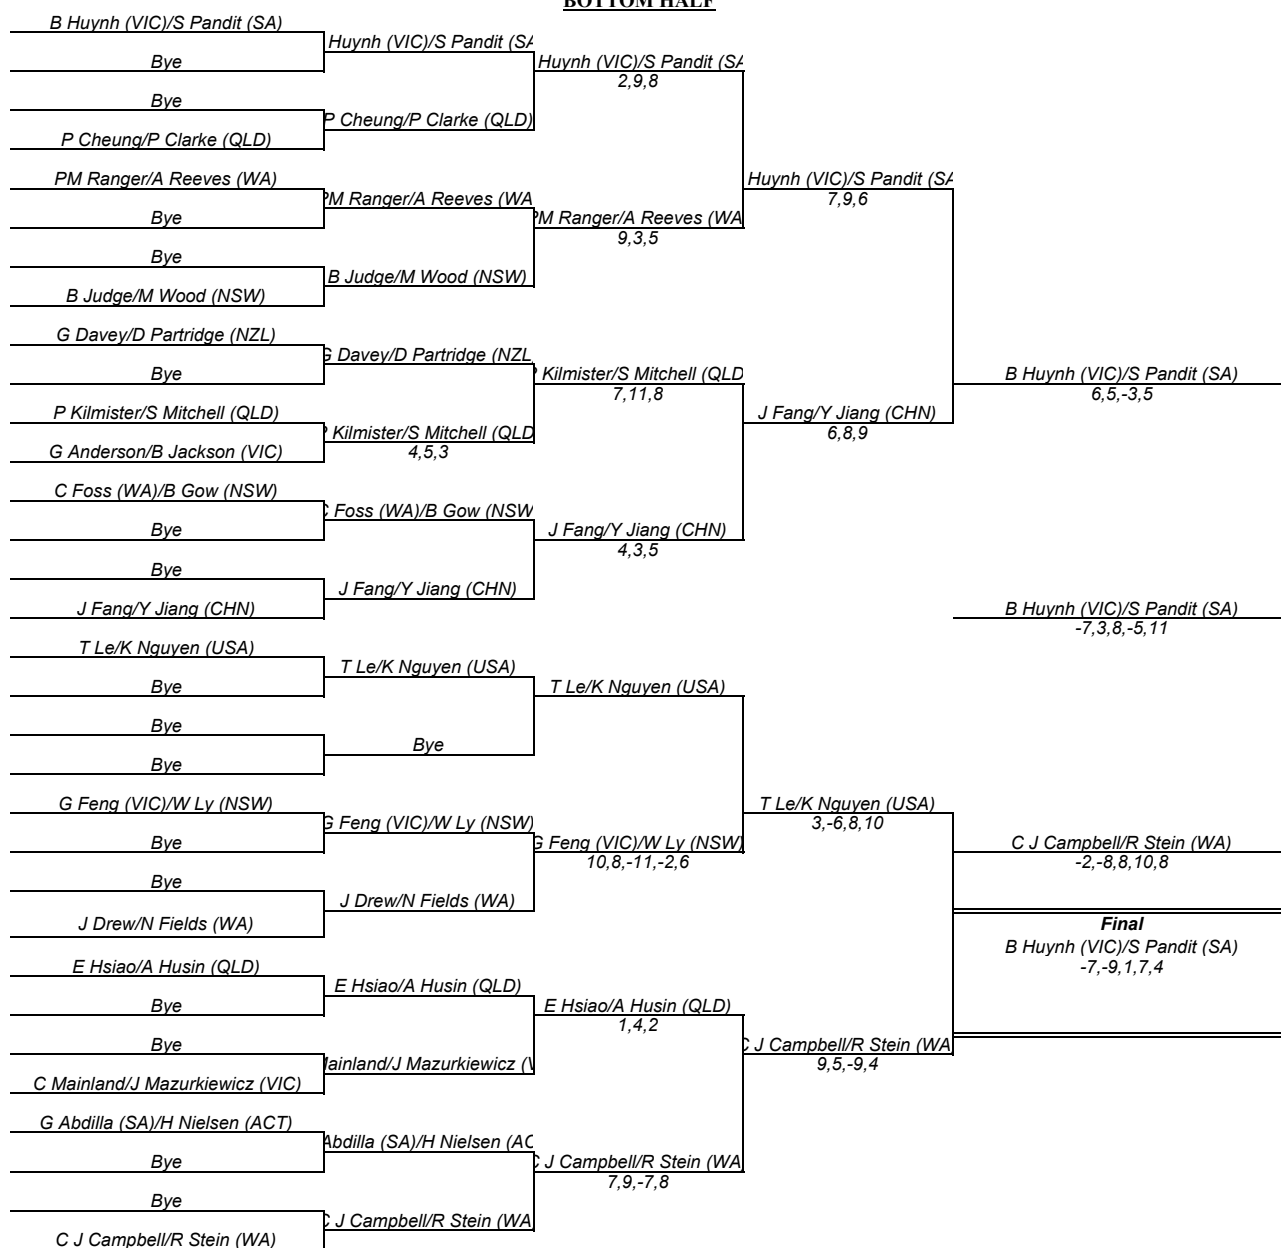 BOTTOM HALF
B Huynh (VIC)/S Pandit (SA)
Huynh (VIC)/S Pandit (SA
Bye
Huynh (VIC)/S Pandit (SA
2,9,8
Bye
P Cheung/P Clarke (QLD)
P Cheung/P Clarke (QLD)
PM Ranger/A Reeves (WA)
Huynh (VIC)/S Pandit (SA
7,9,6
PM Ranger/A Reeves (WA
Bye
PM Ranger/A Reeves (WA
9,3,5
Bye
B Judge/M Wood (NSW)
B Judge/M Wood (NSW)
G Davey/D Partridge (NZL)
G Davey/D Partridge (NZL
Bye
P Kilmister/S Mitchell (QLD
7,11,8
B Huynh (VIC)/S Pandit (SA)
6,5,-3,5
P Kilmister/S Mitchell (QLD)
J Fang/Y Jiang (CHN)
6,8,9
P Kilmister/S Mitchell (QLD
4,5,3
G Anderson/B Jackson (VIC)
C Foss (WA)/B Gow (NSW)
C Foss (WA)/B Gow (NSW
Bye
J Fang/Y Jiang (CHN)
4,3,5
Bye
J Fang/Y Jiang (CHN)
J Fang/Y Jiang (CHN)
B Huynh (VIC)/S Pandit (SA)
-7,3,8,-5,11
T Le/K Nguyen (USA)
T Le/K Nguyen (USA)
Bye
T Le/K Nguyen (USA)
Bye
Bye
Bye
G Feng (VIC)/W Ly (NSW)
T Le/K Nguyen (USA)
3,-6,8,10
G Feng (VIC)/W Ly (NSW)
Bye
G Feng (VIC)/W Ly (NSW)
10,8,-11,-2,6
C J Campbell/R Stein (WA)
-2,-8,8,10,8
Bye
J Drew/N Fields (WA)
J Drew/N Fields (WA)
Final
B Huynh (VIC)/S Pandit (SA)
-7,-9,1,7,4
E Hsiao/A Husin (QLD)
E Hsiao/A Husin (QLD)
Bye
E Hsiao/A Husin (QLD)
1,4,2
Bye
C J Campbell/R Stein (WA
9,5,-9,4
Mainland/J Mazurkiewicz (V
C Mainland/J Mazurkiewicz (VIC)
G Abdilla (SA)/H Nielsen (ACT)
Abdilla (SA)/H Nielsen (AC
Bye
C J Campbell/R Stein (WA
7,9,-7,8
Bye
C J Campbell/R Stein (WA
C J Campbell/R Stein (WA)